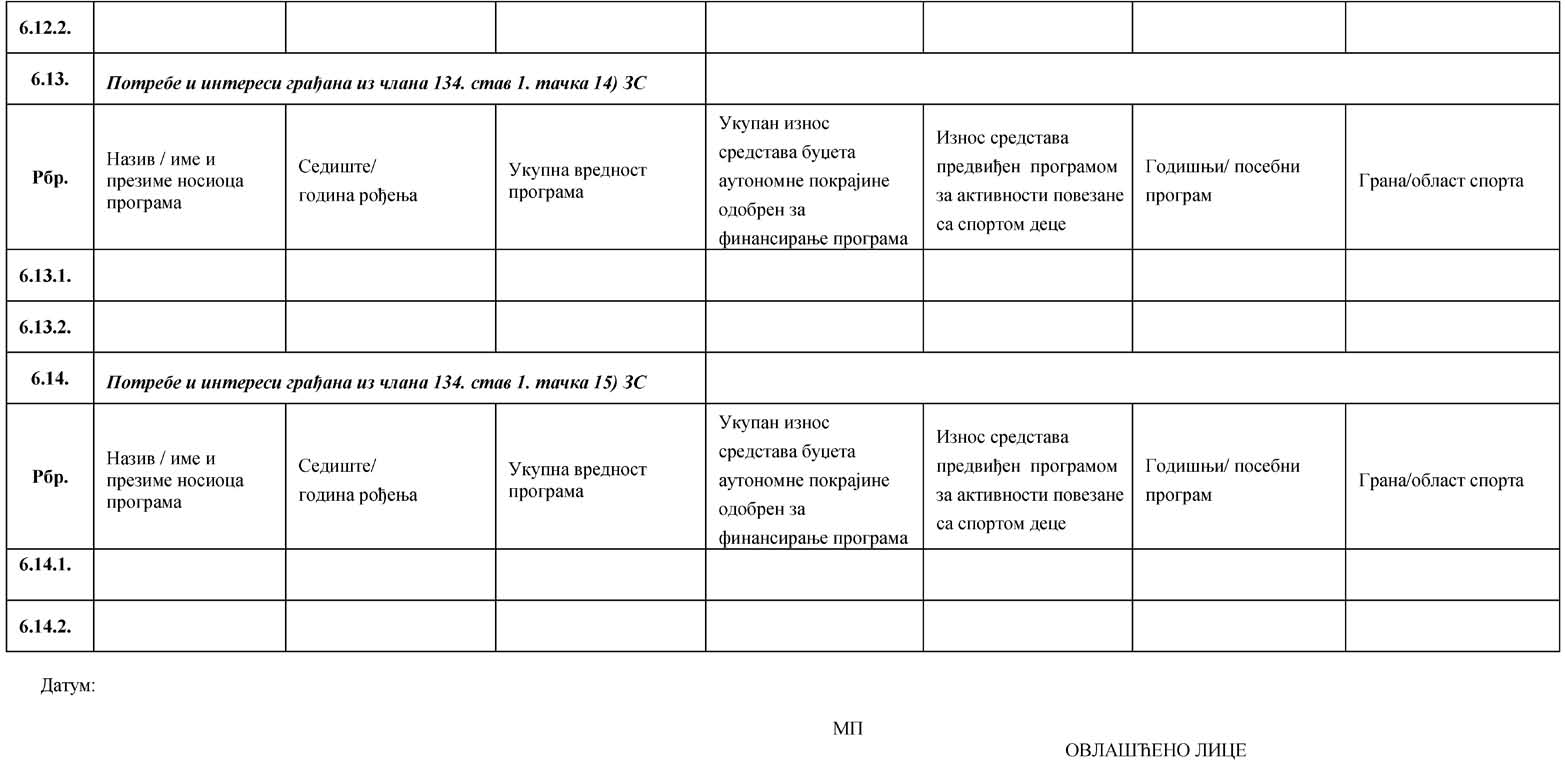 6.12.2.
6.13.
Потребе и интереси грађана из члана 134. став 1. тачка 14) ЗС
Рбр.
Назив / име и
презиме носиоца
програма
Седиште/
година рођења
Укупна вредност
програма
Укупан износ
средстава буџета
аутономне покрајине
одобрен за
финансирање програма
Износ средстава
предвиђен програмом
за активности повезане
са спортом деце
Годишњи/ посебни
програм
Грана/област спорта
6.13.1.
6.13.2.
6.14.
Потребе и интереси грађана из члана 134. став 1. тачка 15) ЗС
Рбр.
Назив / име и
презиме носиоца
програма
Седиште/
година рођења
Укупна вредност
програма
Укупан износ
средстава буџета
аутономне покрајине
одобрен за
финансирање програма
Износ средстава
предвиђен програмом
за активности повезане
са спортом деце
Годишњи/ посебни
програм
Грана/област спорта
6.14.1.
6.14.2.
Датум:
МП
ОВЛАШЋЕНО ЛИЦЕ